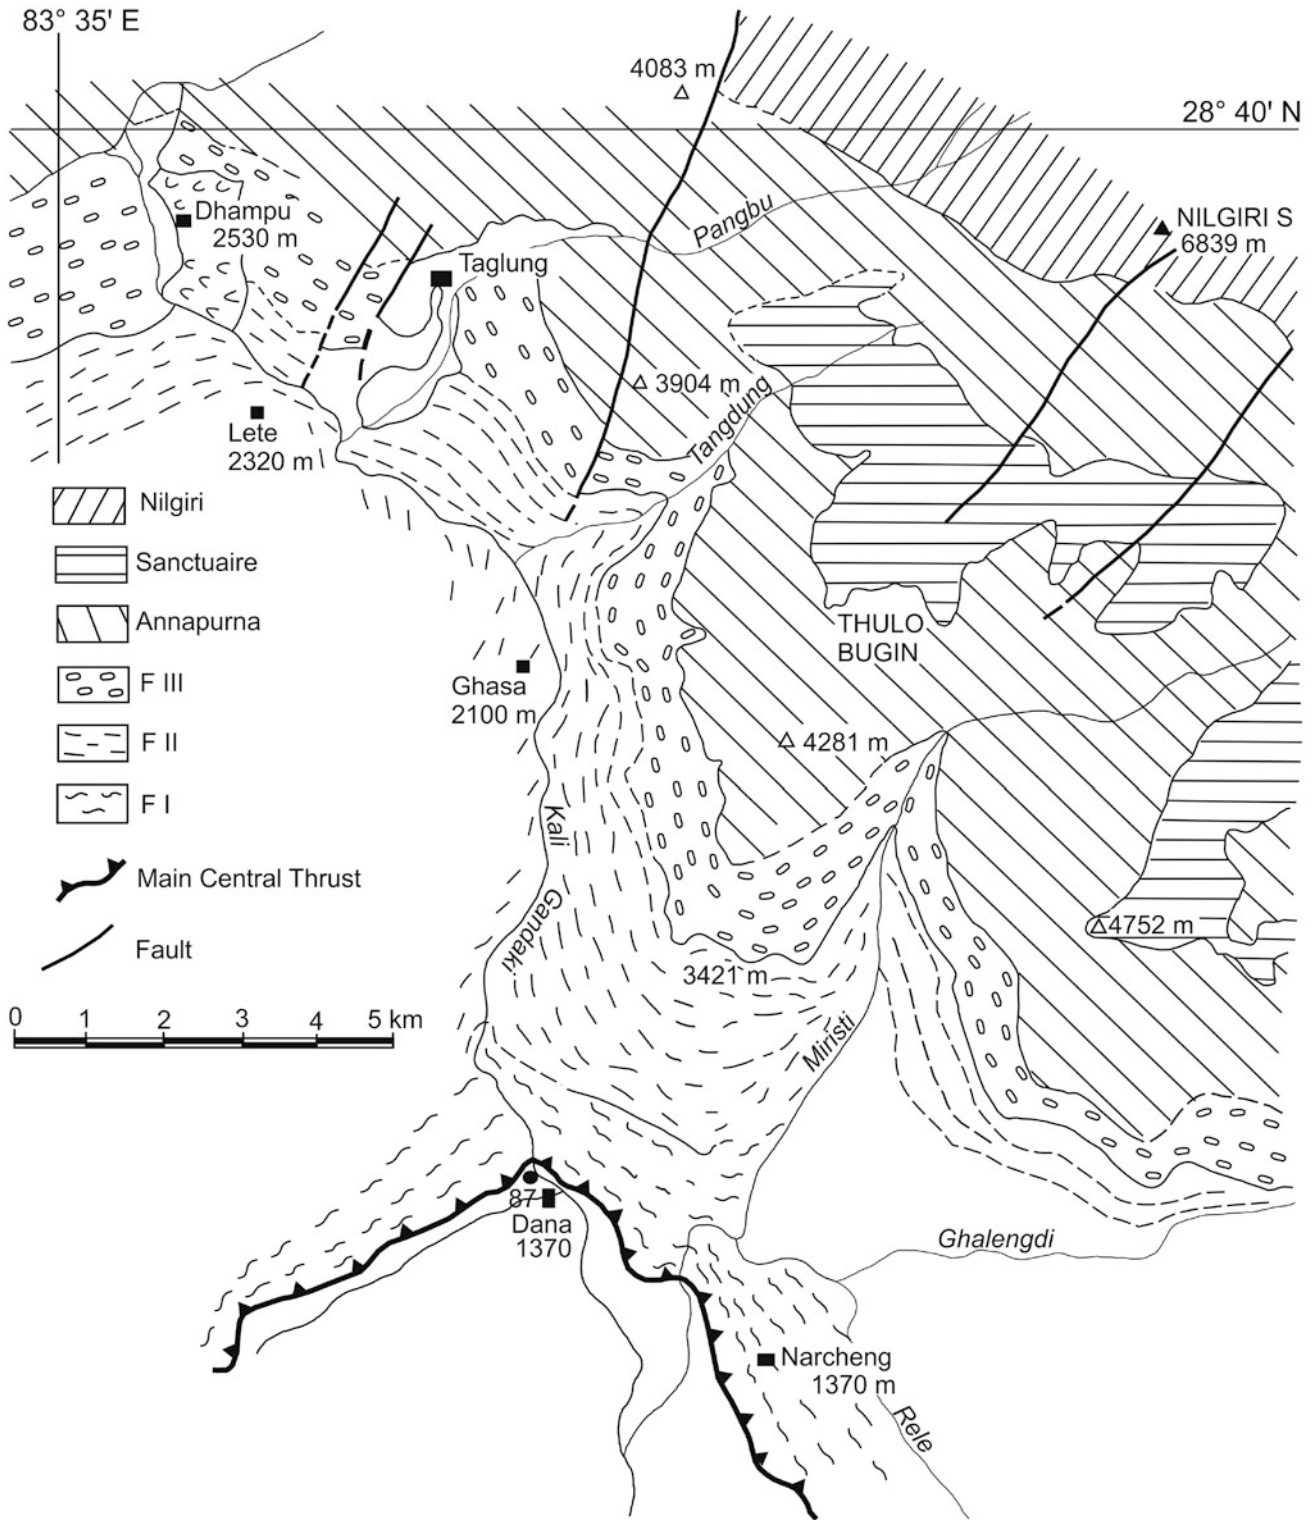 83° 35' E
4083 m
28° 40' N
Dhampu
2530 m
Pangbu
NILGIRI S
6839 m
Taglung
3904 m
Tangdung
Lete
2320 m
Nilgiri
Sanctuaire
Annapurna
F III
F II
F I
Main Central Thrust
Fault
0 1 2 3 4 5 km
THULO
BUGIN
Ghasa
2100 m
4281 m
Kali
Gandaki
4752 m
3421 m
Miristi
87
Dana
1370
Ghalengdi
Narcheng
1370 m
Rele